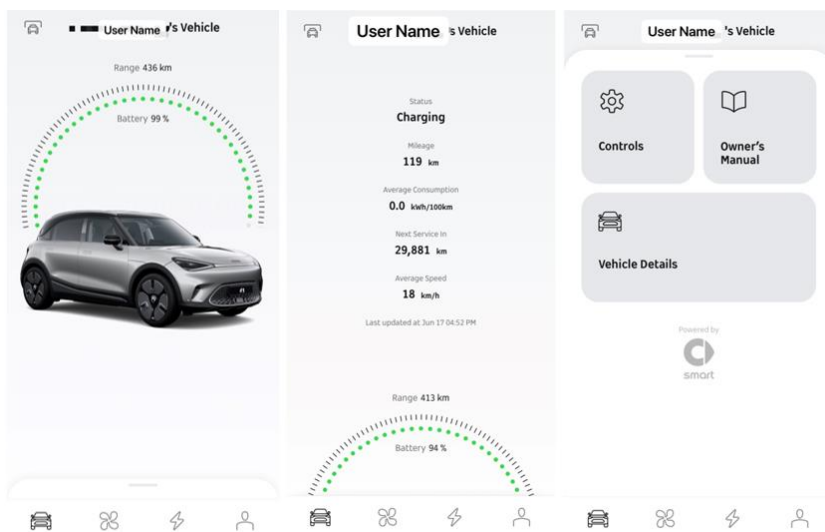 User Name 's Vehicle
Range 436 km
Battery 99 %
User Name 's Vehicle
Status
Charging
Mileage
119 km
Average Consumption
0.0 kWh/100km
Next Service In
29,881 km
Average Speed
18 km/h
Last updated at Jun 17 04:52 PM
Range 413 km
Battery 94 %
User Name 's Vehicle
Controls
Owner's
Manual
Vehicle Details
Powered by
smart